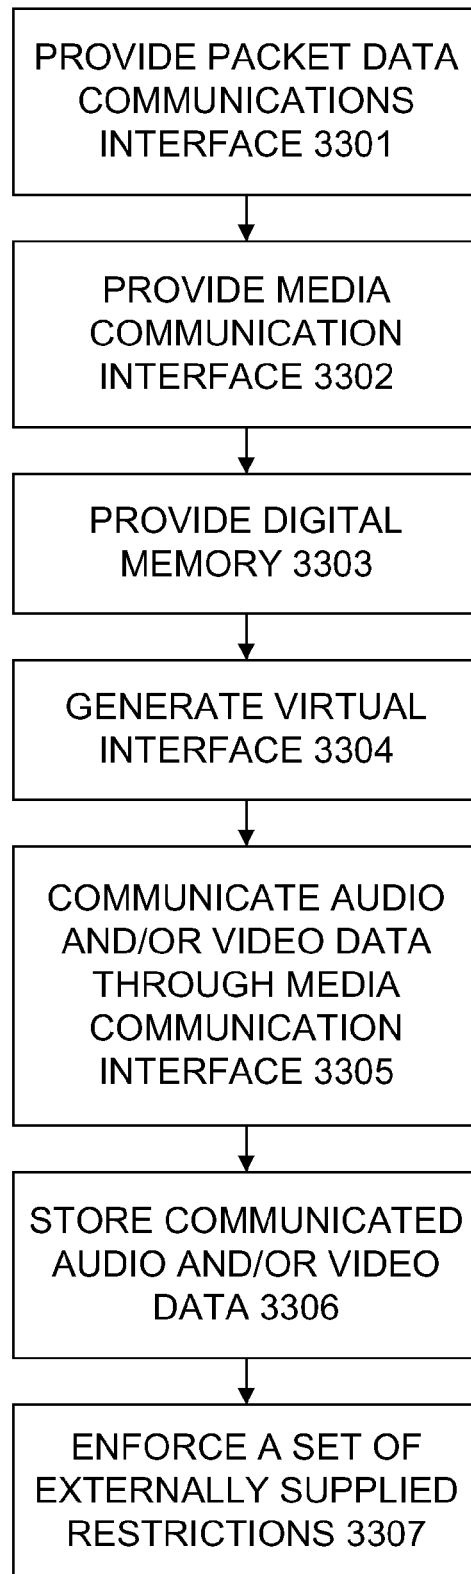 PROVIDE PACKET DATA
COMMUNICATIONS
INTERFACE 3301
PROVIDE MEDIA
COMMUNICATION
INTERFACE 3302
PROVIDE DIGITAL
MEMORY 3303
GENERATE VIRTUAL
INTERFACE 3304
COMMUNICATE AUDIO
AND/OR VIDEO DATA
THROUGH MEDIA
COMMUNICATION
INTERFACE 3305
STORE COMMUNICATED
AUDIO AND/OR VIDEO
DATA 3306
ENFORCE A SET OF
EXTERNALLY SUPPLIED
RESTRICTIONS 3307